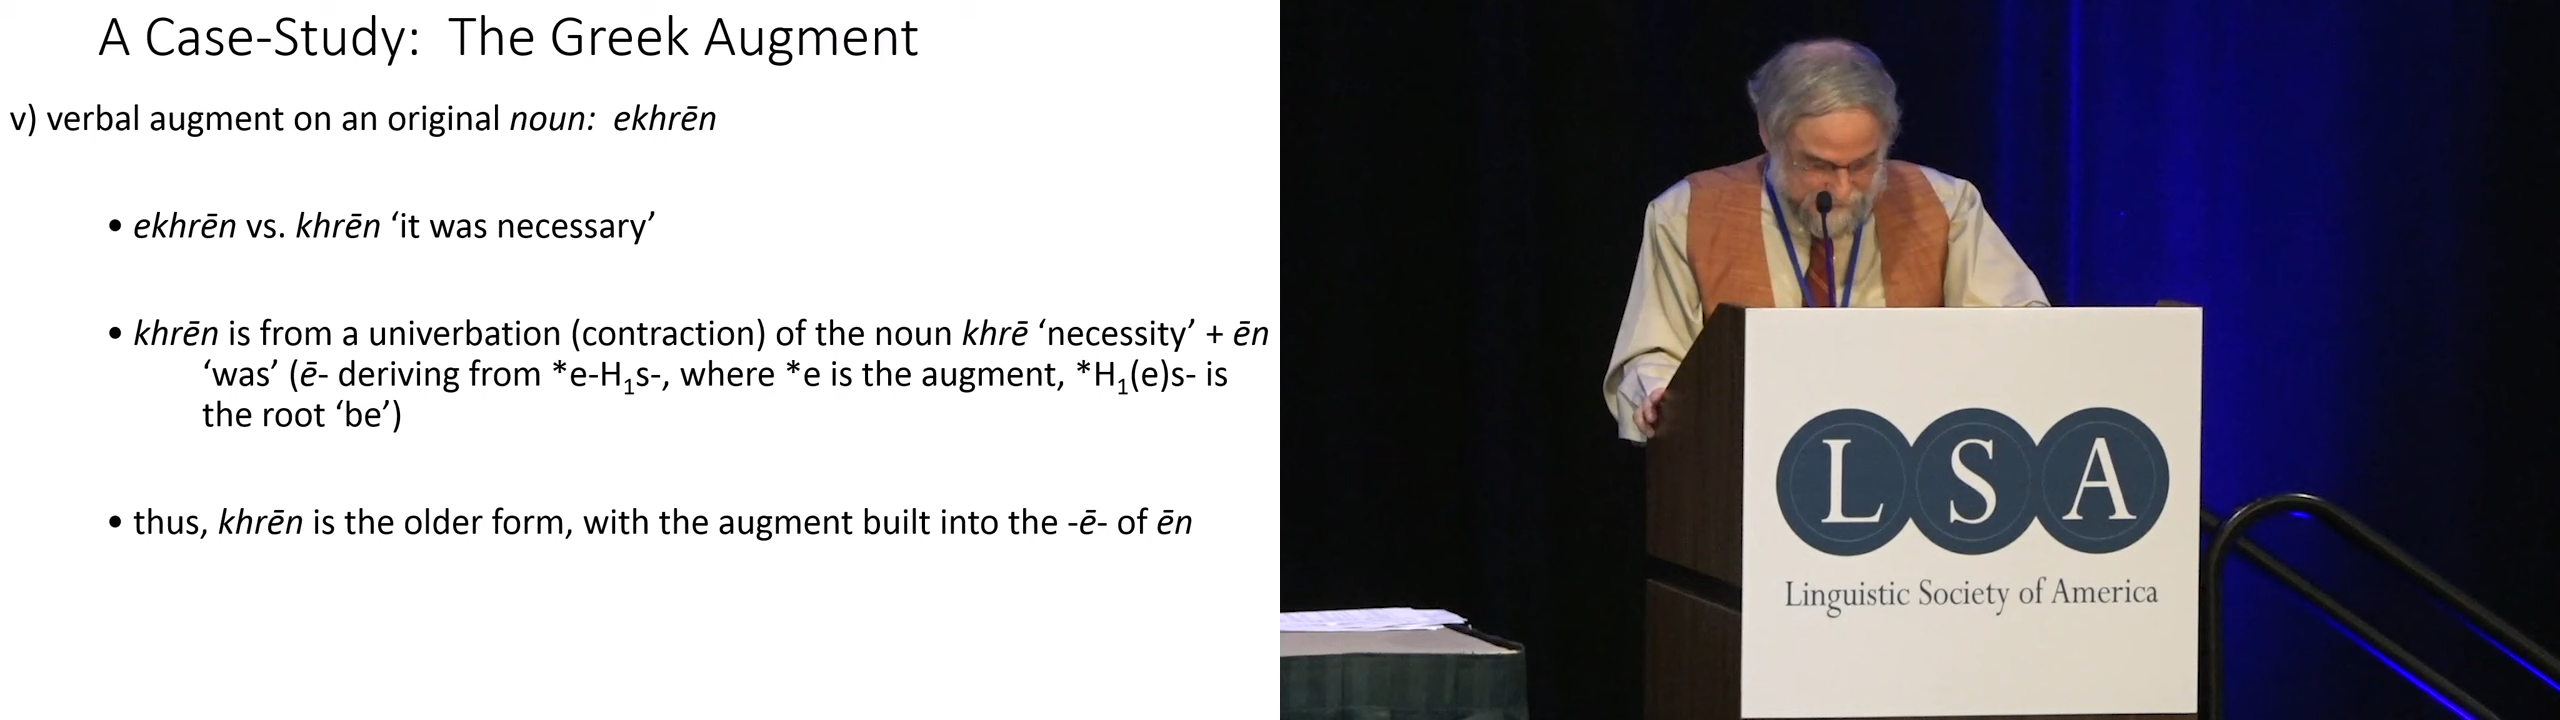 A Case-Study:  The Greek Augment
v) verbal augment on an original noun:  ekhrēn
• ekhrēn vs. khrēn ‘it was necessary’
• khrēn is from a univerbation (contraction) of the noun khrē ‘necessity’ + ēn
‘was’ (ē- deriving from *e-H₁s-, where *e is the augment, *H₁(e)s- is
the root ‘be’)
• thus, khrēn is the older form, with the augment built into the -ē- of ēn
LSA
Linguistic Society of America